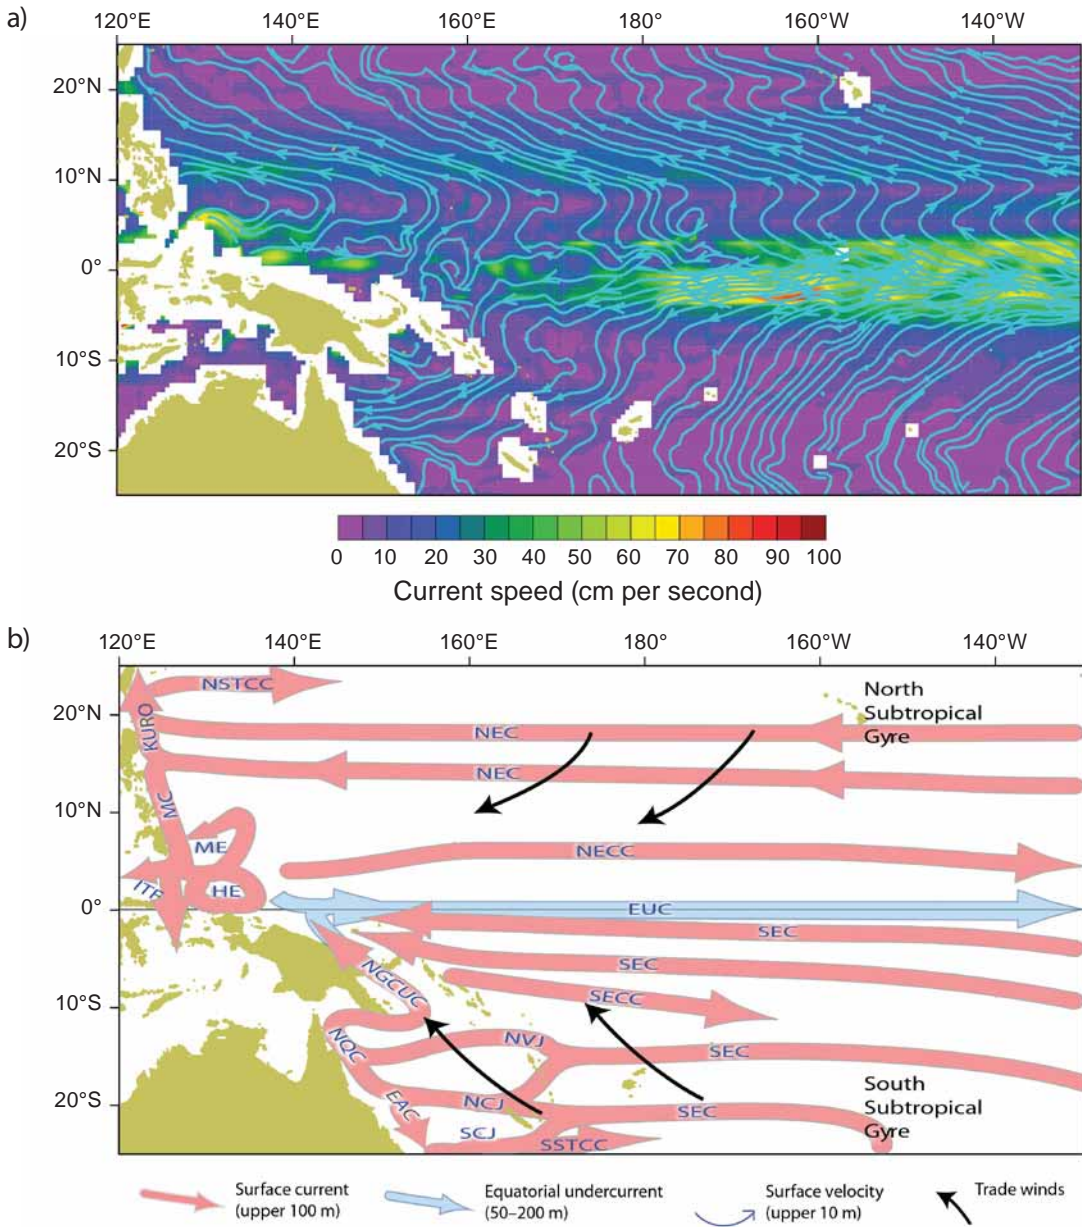 a)
120°E 140°E 160°E 180° 160°W 140°W
20°N
10°N
0°
10°S
20°S
0 10 20 30 40 50 60 70 80 90 100
Current speed (cm per second)
b)
120°E 140°E 160°E 180° 160°W 140°W
NSTCC
North
Subtropical
Gyre
20°N
KURO
NEC
NEC
10°N
MC
ME
NECC
ITF
HE
0°
EUC
SEC
SEC
NGCUC
SECC
10°S
NQC
NVJ
SEC
EAC
NCJ
SEC
20°S
SCJ
SSTCC
South
Subtropical
Gyre
Surface current
(upper 100 m)
Equatorial undercurrent
(50–200 m)
Surface velocity
(upper 10 m)
Trade winds